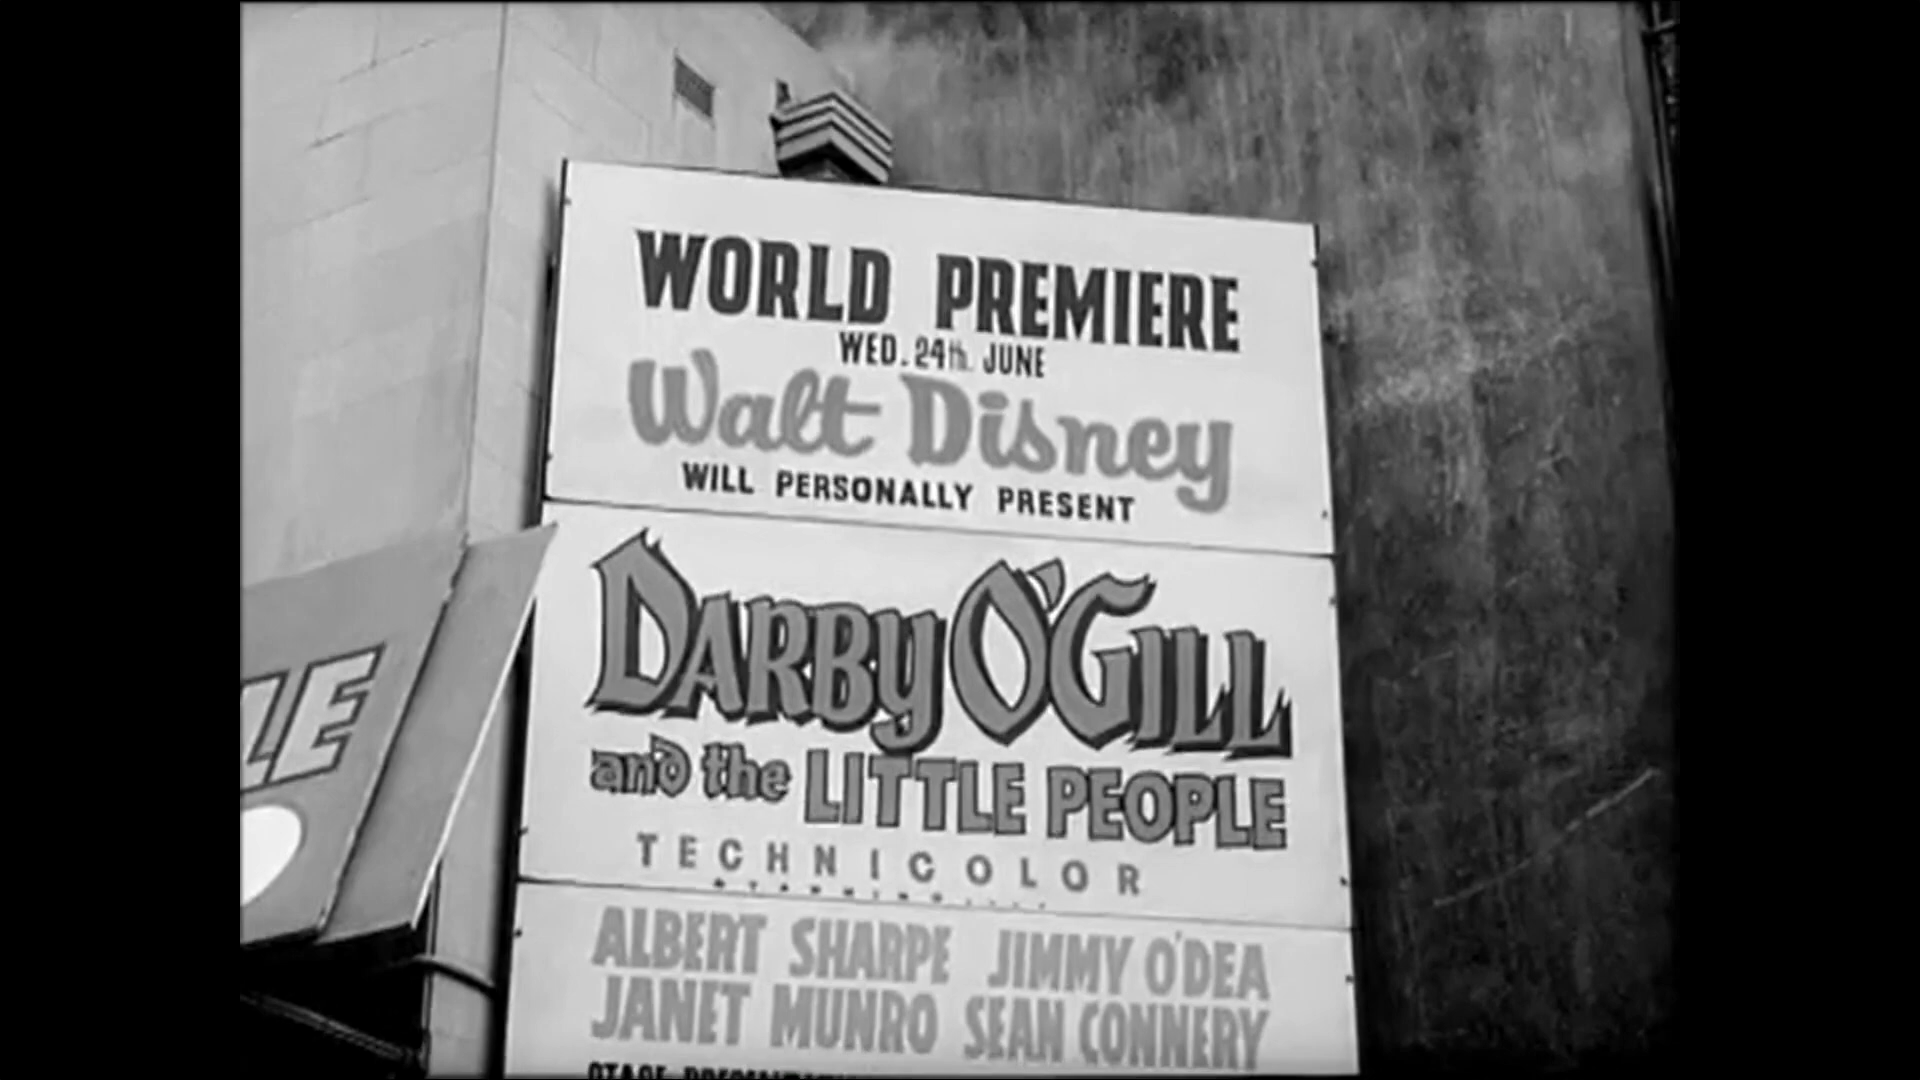 WORLD PREMIERE
WED. 24th. JUNE
Walt Disney
WILL PERSONALLY PRESENT
DARBY O'GILL
and the LITTLE PEOPLE
TECHNICOLOR
ALBERT SHARPE JIMMY O'DEA
JANET MUNRO SEAN CONNERY
LE